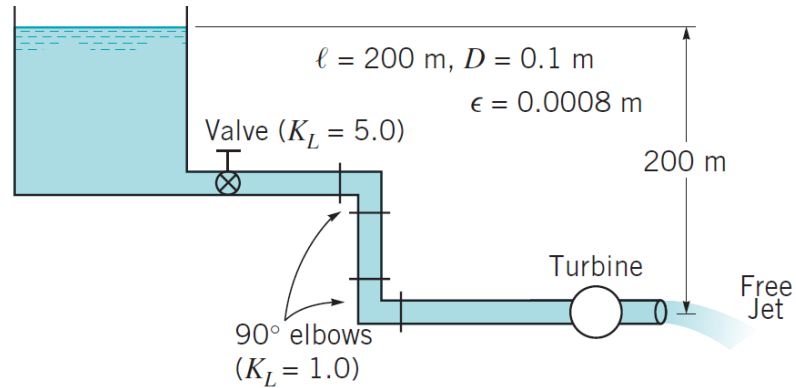 ℓ = 200 m, D = 0.1 m
ϵ = 0.0008 m
Valve (K_L = 5.0)
200 m
Turbine
Free
Jet
90° elbows
(K_L = 1.0)